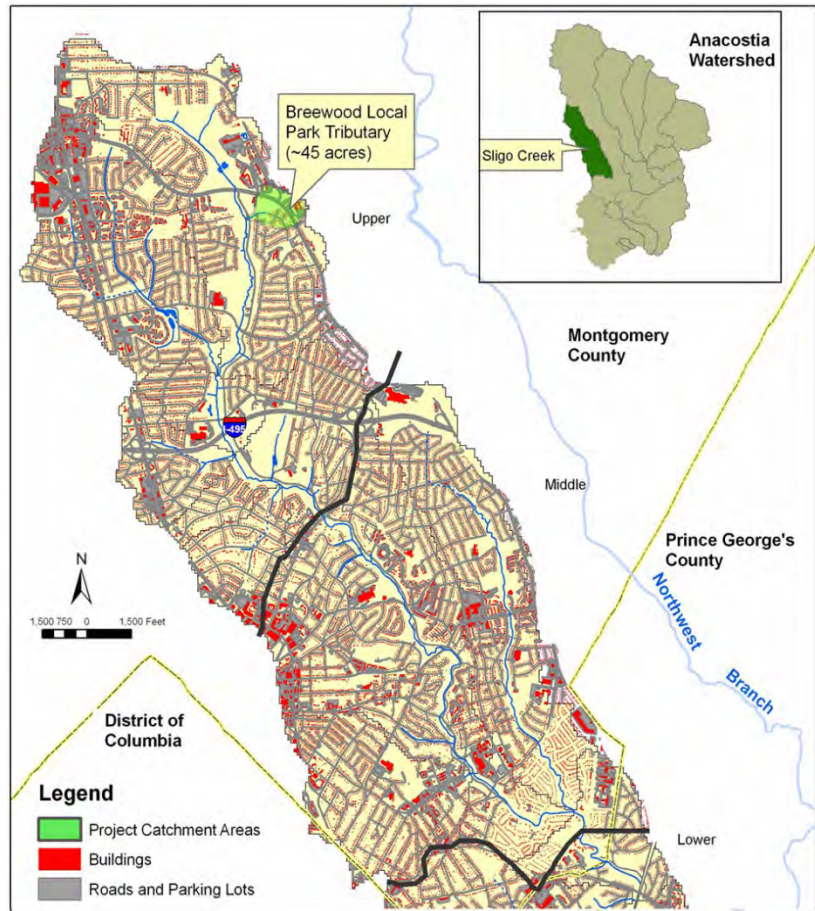 Anacostia
Watershed
Sligo Creek
Breewood Local
Park Tributary
(~45 acres)
Upper
Montgomery
County
I-495
Middle
Prince George's
County
Northwest
Branch
N
1,500 750 0 1,500 Feet
District of
Columbia
Legend
Project Catchment Areas
Buildings
Roads and Parking Lots
Lower